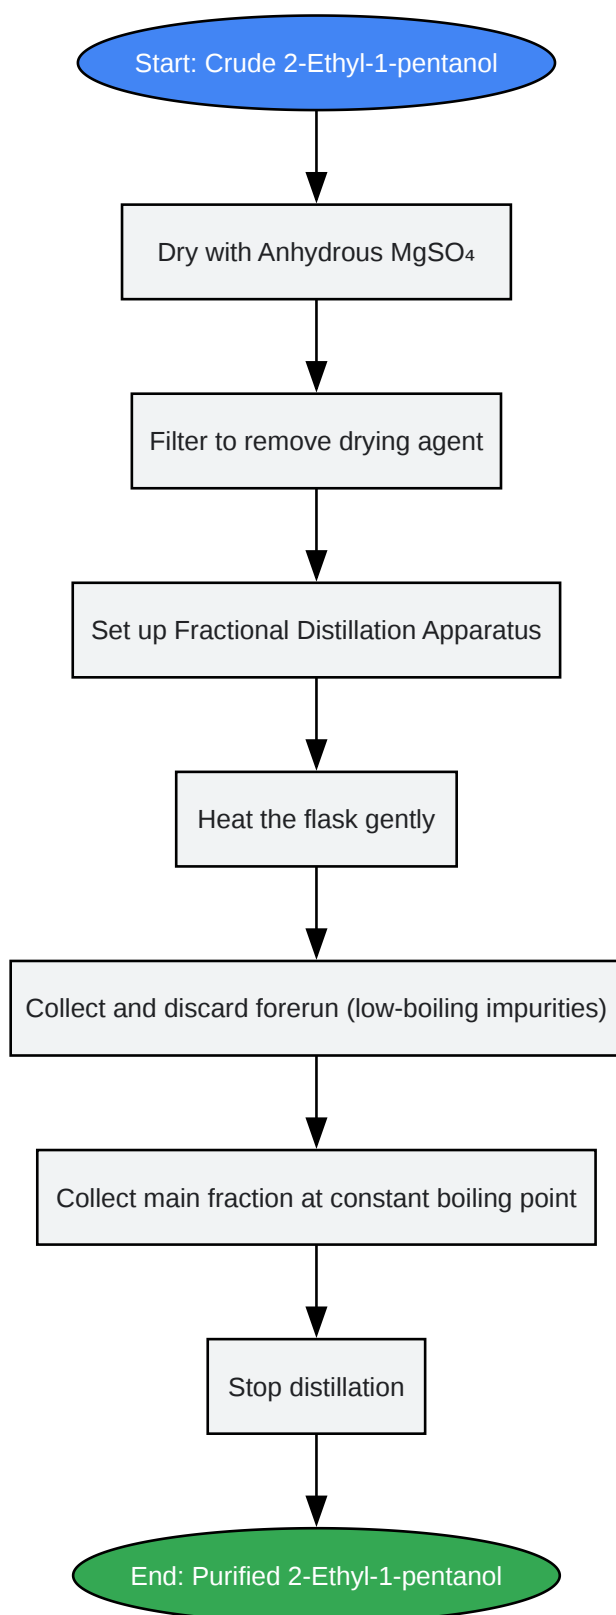 Start: Crude 2-Ethyl-1-pentanol
Dry with Anhydrous MgSO₄
Filter to remove drying agent
Set up Fractional Distillation Apparatus
Heat the flask gently
Collect and discard forerun (low-boiling impurities)
Collect main fraction at constant boiling point
Stop distillation
End: Purified 2-Ethyl-1-pentanol